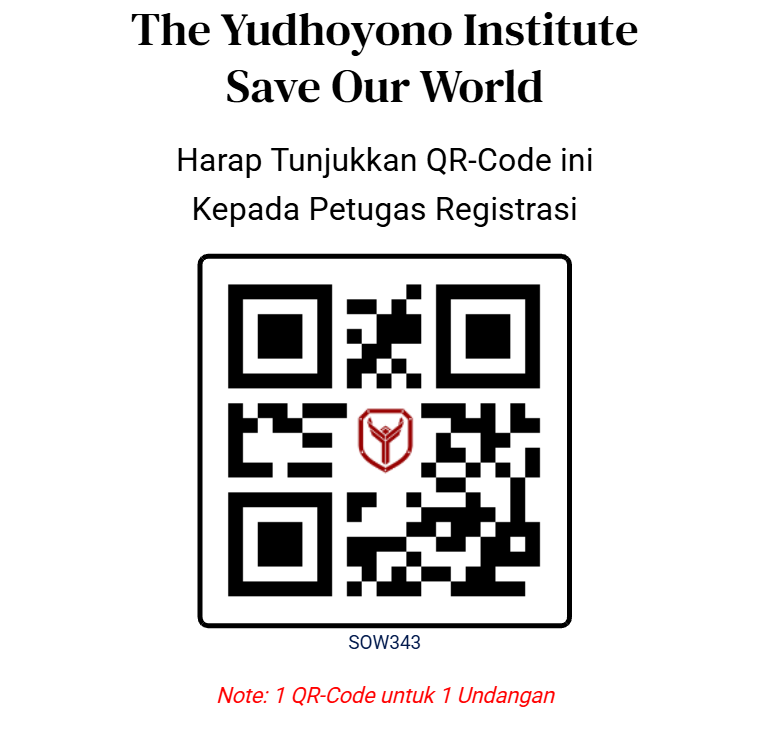 The Yudhoyono Institute
Save Our World
Harap Tunjukkan QR-Code ini
Kepada Petugas Registrasi
SOW343
Note: 1 QR-Code untuk 1 Undangan